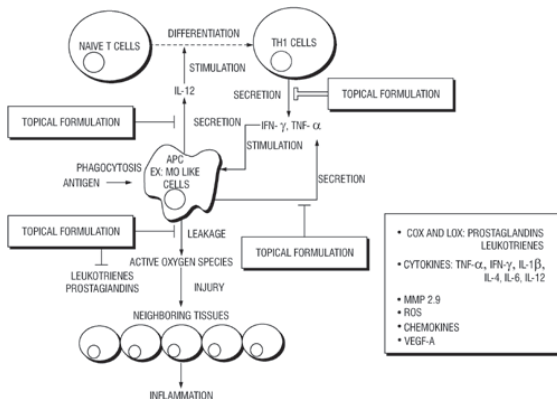 DIFFERENTIATION
NAIVE T CELLS
TH1 CELLS
STIMULATION
IL-12
SECRETION
TOPICAL FORMULATION
TOPICAL FORMULATION
SECRETION
IFN- γ, TNF- α
STIMULATION
PHAGOCYTOSIS
APC
EX: MO LIKE
CELLS
ANTIGEN
SECRETION
TOPICAL FORMULATION
LEAKAGE
TOPICAL FORMULATION
LEUKOTRIENES
PROSTAGIANDINS
ACTIVE OXYGEN SPECIES
INJURY
NEIGHBORING TISSUES
INFLAMMATION
• COX AND LOX: PROSTAGLANDINS
LEUKOTRIENES
• CYTOKINES: TNF-α, IFN-γ, IL-1β,
IL-4, IL-6, IL-12
• MMP 2.9
• ROS
• CHEMOKINES
• VEGF-A